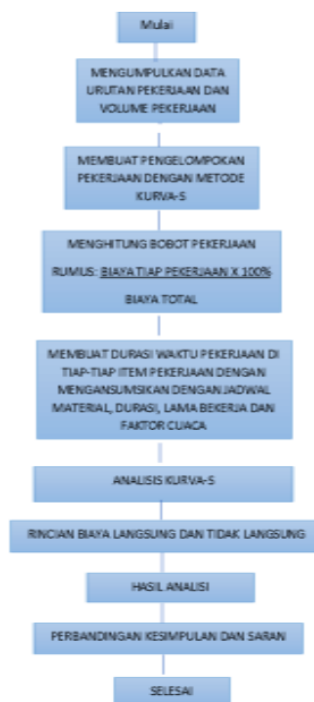 Mulai
MENGUMPULKAN DATA
URUTAN PEKERJAAN DAN
VOLUME PEKERJAAN
MEMBUAT PENGELOMPOKAN
PEKERJAAN DENGAN METODE
KURVA-S
MENGHITUNG BOBOT PEKERJAAN
RUMUS: BIAYA TIAP PEKERJAAN X 100%
BIAYA TOTAL
MEMBUAT DURASI WAKTU PEKERJAAN DI
TIAP-TIAP ITEM PEKERJAAN DENGAN
MENGANSUMSIKAN DENGAN JADWAL
MATERIAL, DURASI, LAMA BEKERJA DAN
FAKTOR CUACA
ANALISIS KURVA-S
RINCIAN BIAYA LANGSUNG DAN TIDAK LANGSUNG
HASIL ANALISI
PERBANDINGAN KESIMPULAN DAN SARAN
SELESAI